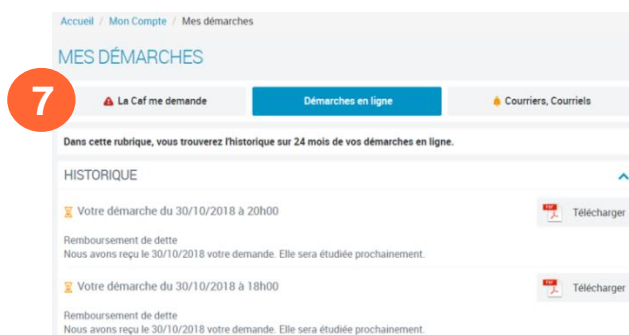 Accueil / Mon Compte / Mes démarches
MES DÉMARCHES
7
La Caf me demande
Démarches en ligne
Courriers, Courriels
Dans cette rubrique, vous trouverez l'historique sur 24 mois de vos démarches en ligne.
HISTORIQUE
Votre démarche du 30/10/2018 à 20h00
PDF
Télécharger
Remboursement de dette
Nous avons reçu le 30/10/2018 votre demande. Elle sera étudiée prochainement.
Votre démarche du 30/10/2018 à 18h00
PDF
Télécharger
Remboursement de dette
Nous avons reçu le 30/10/2018 votre demande. Elle sera étudiée prochainement.